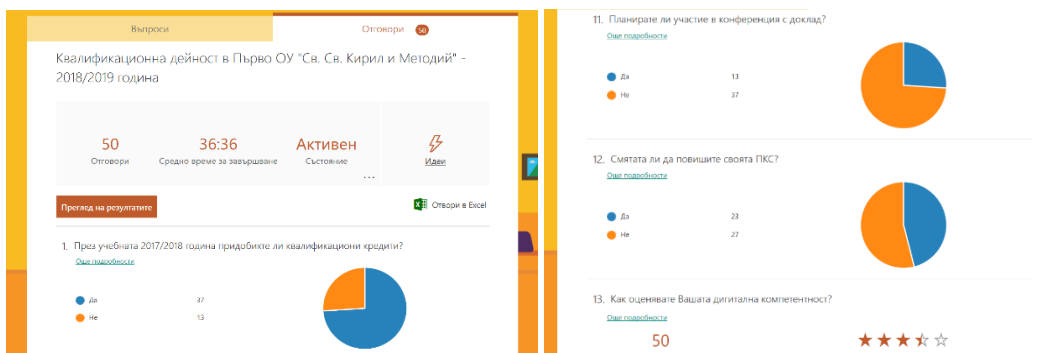 Въпроси
Отговори 50
Квалификационна дейност в Първо ОУ "Св. Св. Кирил и Методий" -
2018/2019 година
50
Отговори
36:36
Средно време за завършване
Активен
Състояние
...
Идеи
Преглед на резултатите
Отвори в Excel
1. През учебната 2017/2018 година придобихте ли квалификациони кредити?
Още подробности
Да 37
Не 13
11. Планирате ли участие в конференция с доклад?
Още подробности
Да 13
Не 37
12. Смятата ли да повишите своята ПКС?
Още подробности
Да 23
Не 27
13. Как оценявате Вашата дигитална компетентност?
Още подробности
50